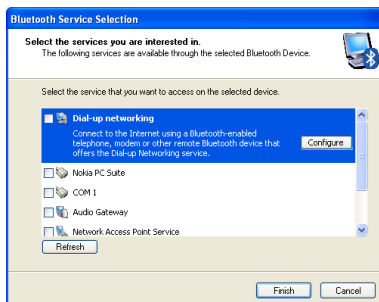 Bluetooth Service Selection
Select the services you are interested in.
The following services are available through the selected Bluetooth Device.
Select the service that you want to access on the selected device.
Dial-up networking
Connect to the Internet using a Bluetooth-enabled
telephone, modem or other remote Bluetooth device that
offers the Dial-up Networking service.
Configure
Nokia PC Suite
COM 1
Audio Gateway
Network Access Point Service
Refresh
Finish
Cancel